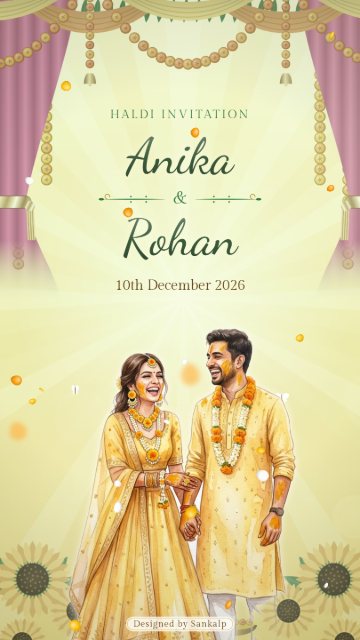 HALDI INVITATION
Anika
&
Rohan
10th December 2026
Designed by Sankalp